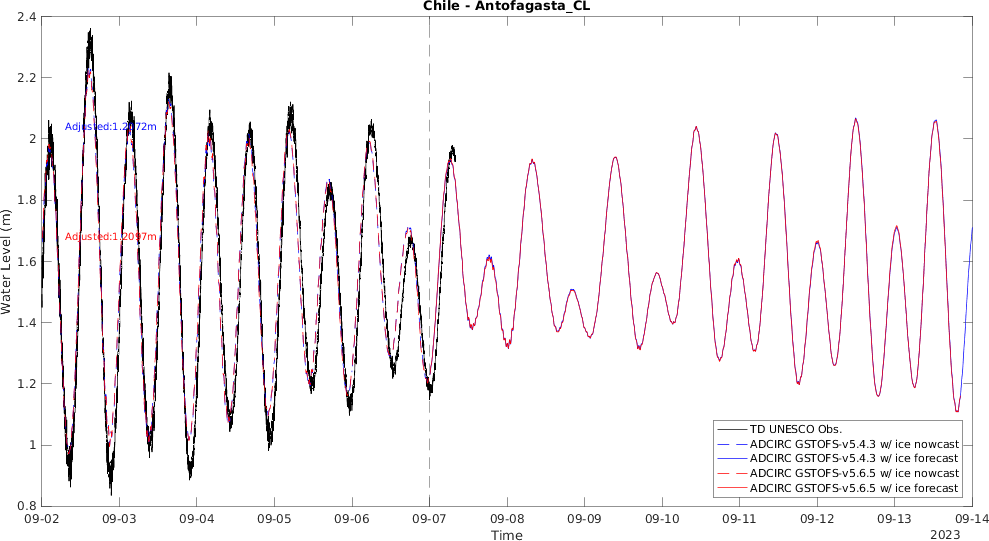 Chile - Antofagasta_CL
2.4
2.2
2
1.8
1.6
1.4
1.2
1
0.8
Water Level (m)
Adjusted:1.2072m
Adjusted:1.2097m
TD UNESCO Obs.
ADCIRC GSTOFS-v5.4.3 w/ ice nowcast
ADCIRC GSTOFS-v5.4.3 w/ ice forecast
ADCIRC GSTOFS-v5.6.5 w/ ice nowcast
ADCIRC GSTOFS-v5.6.5 w/ ice forecast
09-02 09-03 09-04 09-05 09-06 09-07 09-08 09-09 09-10 09-11 09-12 09-13 09-14
Time
2023